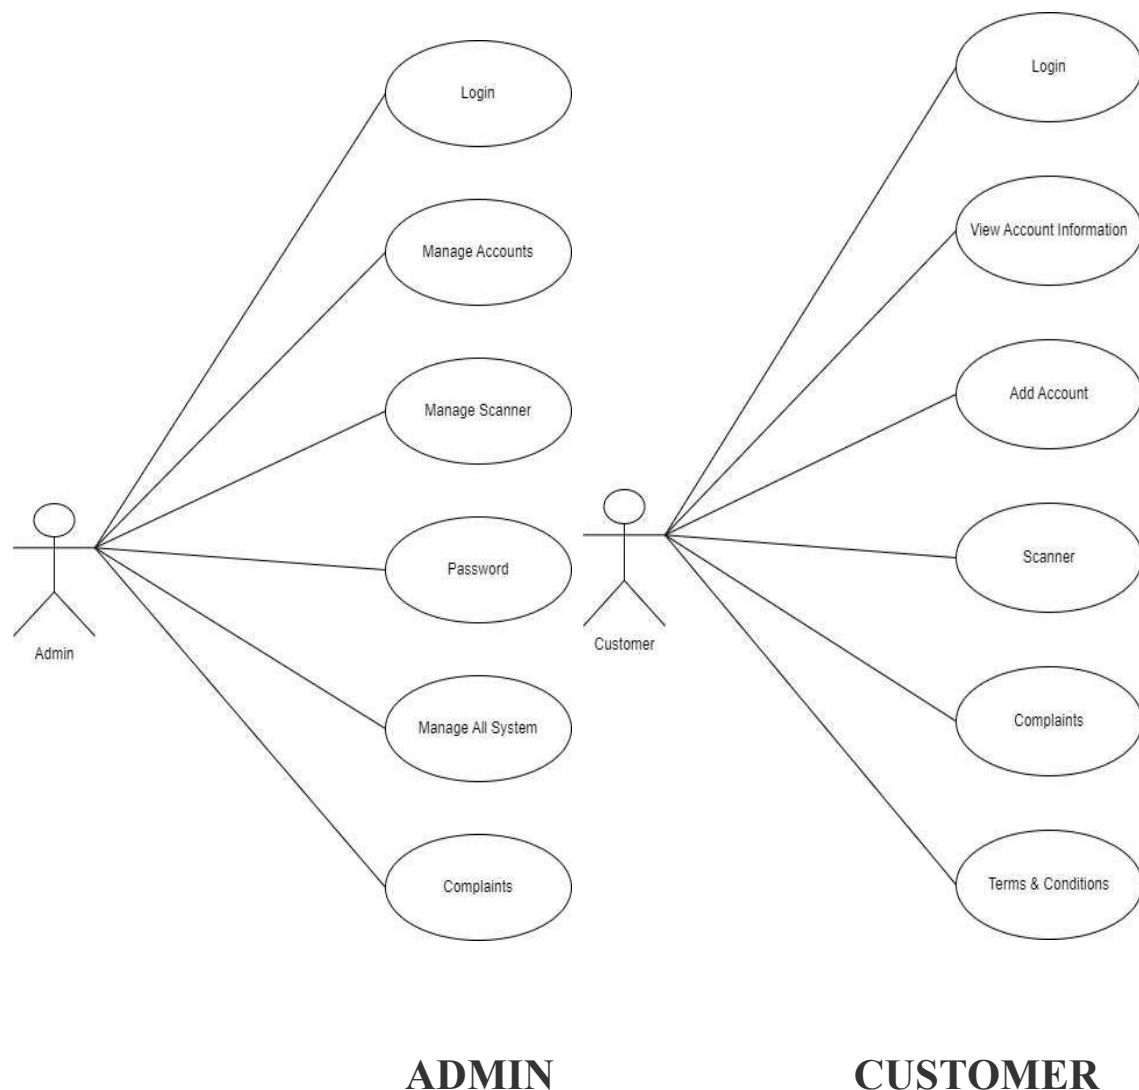 Login
Manage Accounts
Manage Scanner
Password
Admin
Manage All System
Complaints
Login
View Account Information
Add Account
Scanner
Customer
Complaints
Terms & Conditions
ADMIN
CUSTOMER